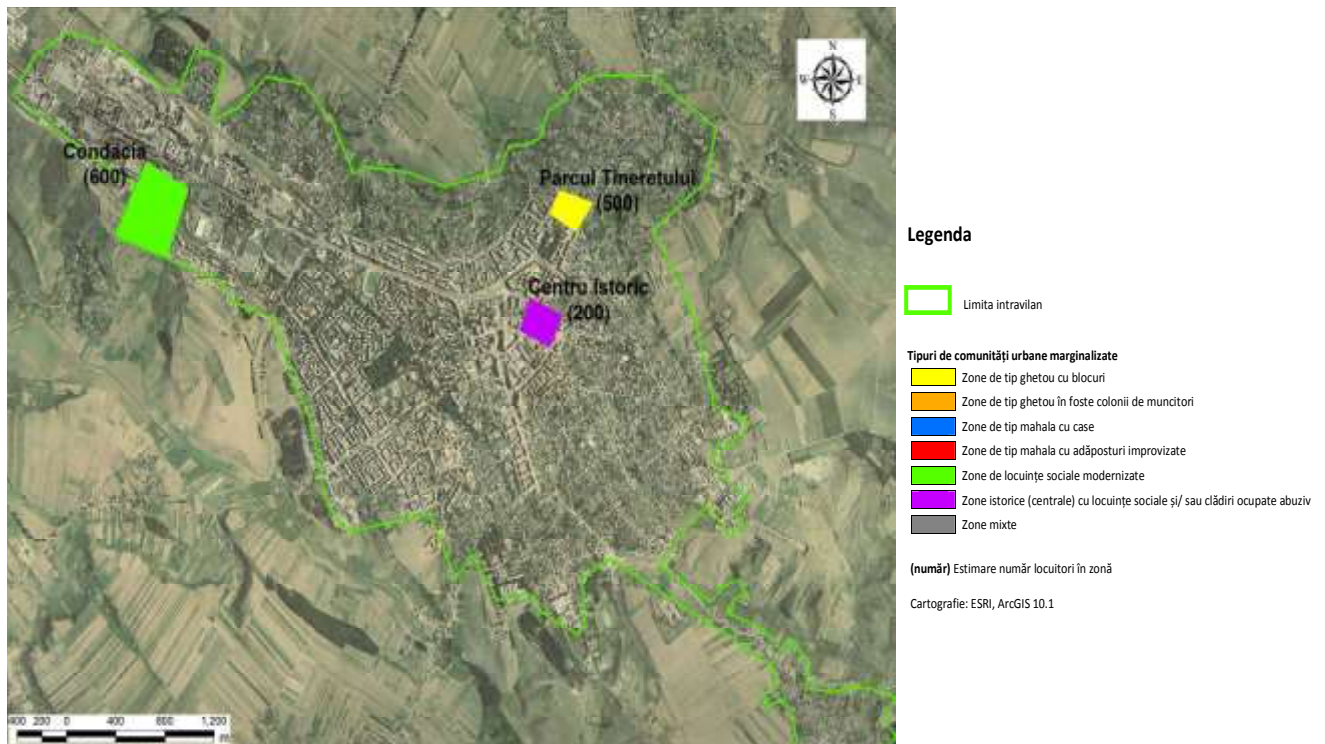 N
W
E
S
Condacia
(600)
Parcul Tineretului
(500)
Centru Istoric
(200)
400 200 0 400 800 1,200
m
Legenda
Limita intravilan
Tipuri de comunități urbane marginalizate
Zone de tip ghetou cu blocuri
Zone de tip ghetou în foste colonii de muncitori
Zone de tip mahala cu case
Zone de tip mahala cu adăposturi improvizate
Zone de locuințe sociale modernizate
Zone istorice (centrale) cu locuințe sociale și/ sau clădiri ocupate abuziv
Zone mixte
(număr) Estimare număr locuitori în zonă
Cartografie: ESRI, ArcGIS 10.1